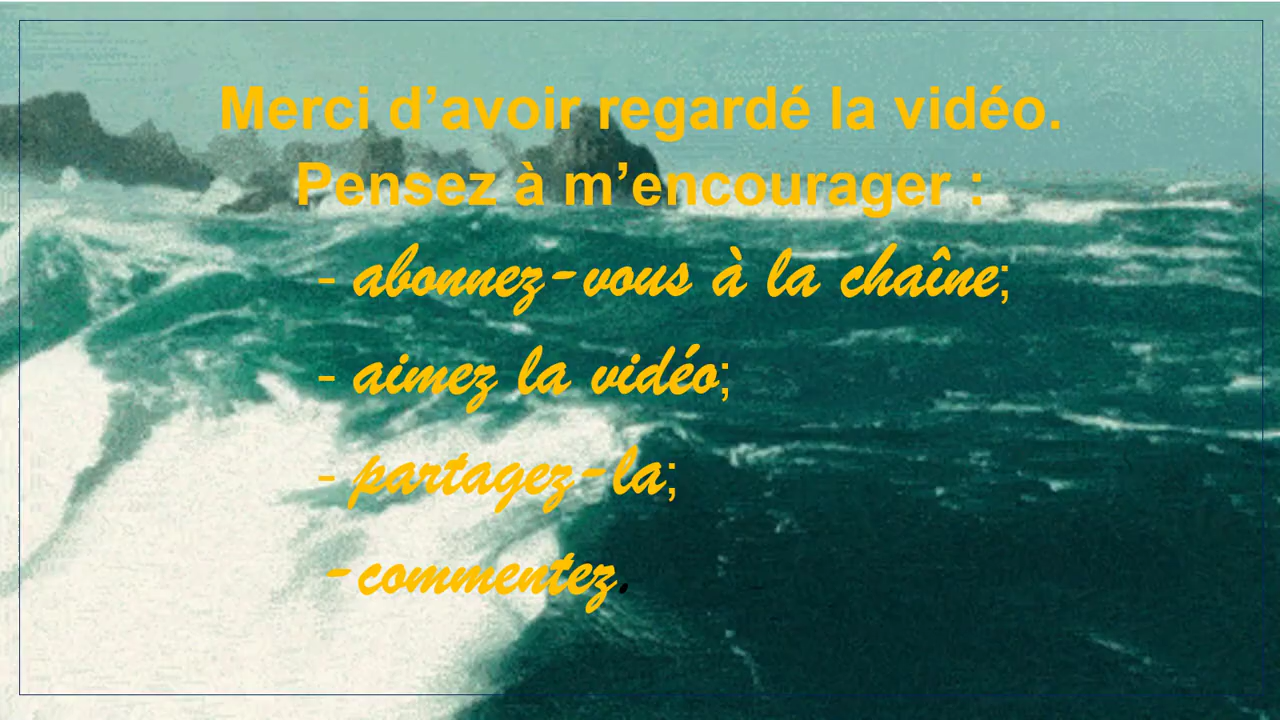 Merci d’avoir regardé la vidéo.
Pensez à m’encourager :
- abonnez-vous à la chaîne;
- aimez la vidéo;
- partagez-la;
-commentez.